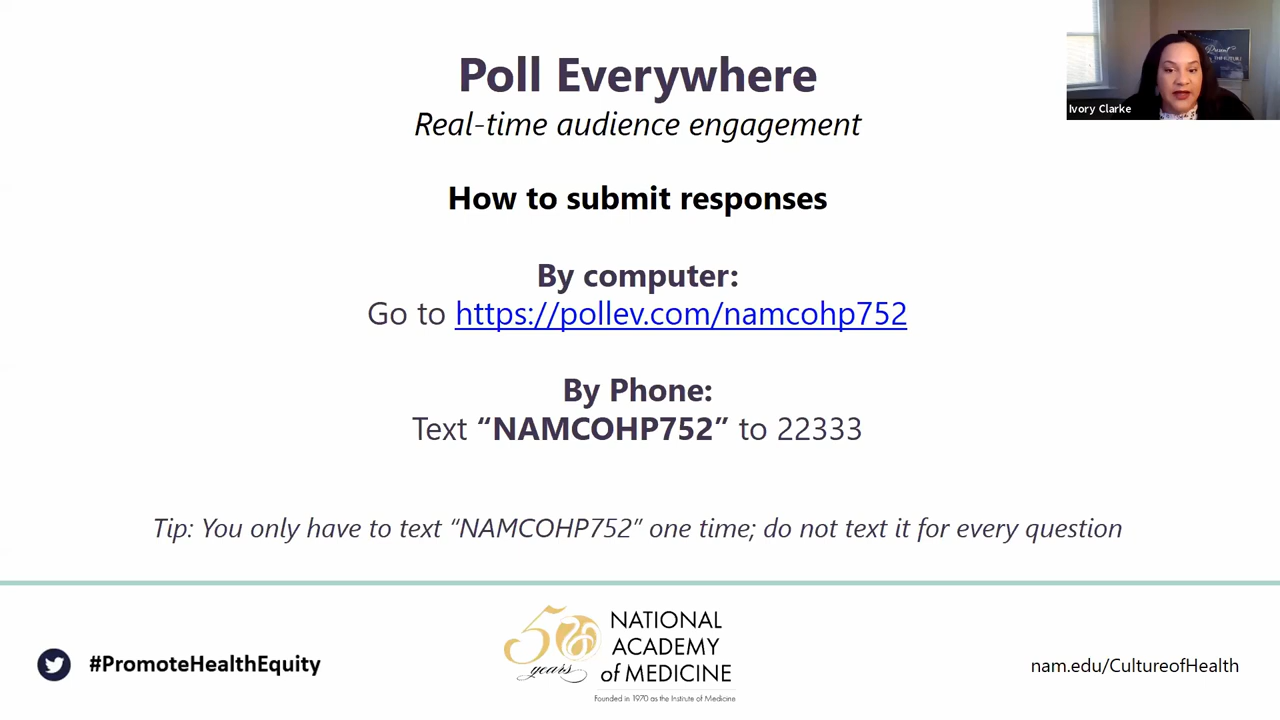 Poll Everywhere
Real-time audience engagement
Ivory Clarke
How to submit responses
By computer:
Go to https://pollev.com/namcohp752
By Phone:
Text “NAMCOHP752” to 22333
Tip: You only have to text “NAMCOHP752” one time; do not text it for every question
#PromoteHealthEquity
50
years
NATIONAL
ACADEMY
of MEDICINE
Founded in 1970 as the Institute of Medicine
nam.edu/CultureofHealth